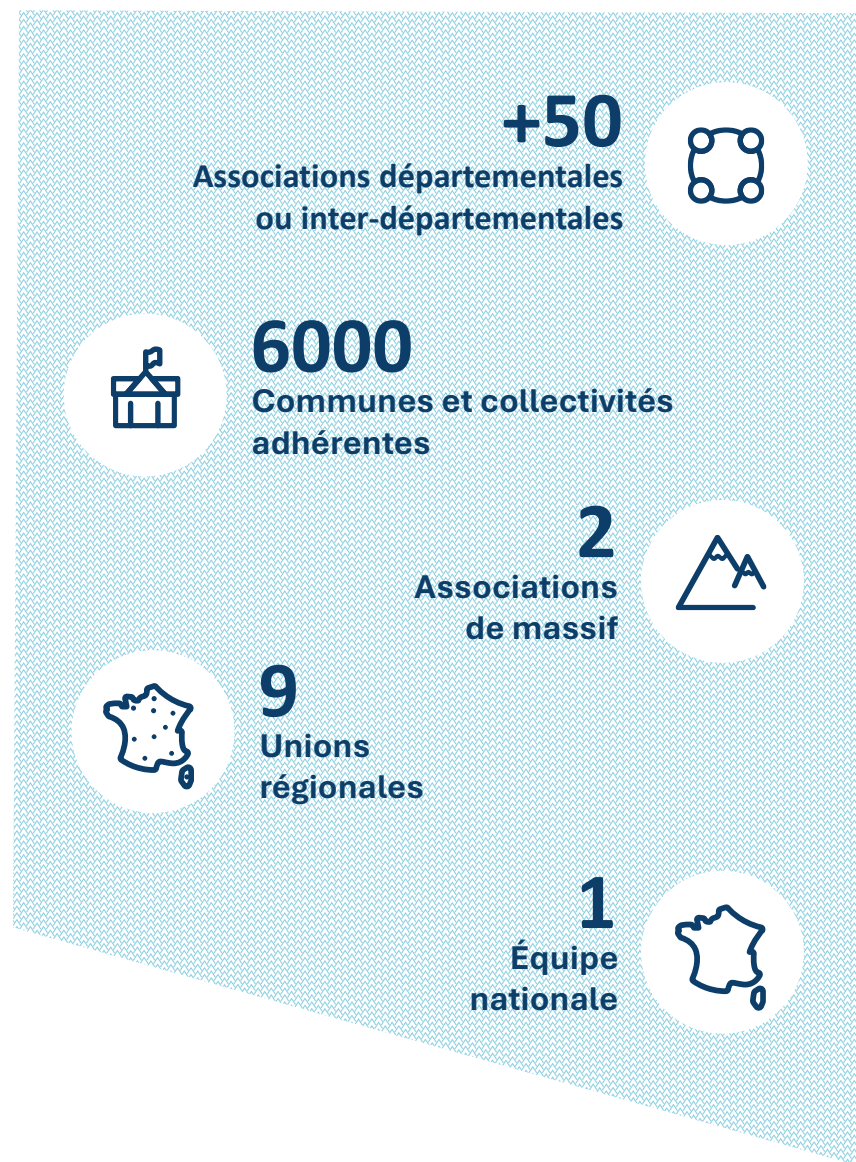 +50
Associations départementales
ou inter-départementales
6000
Communes et collectivités
adhérentes
2
Associations
de massif
9
Unions
régionales
1
Équipe
nationale